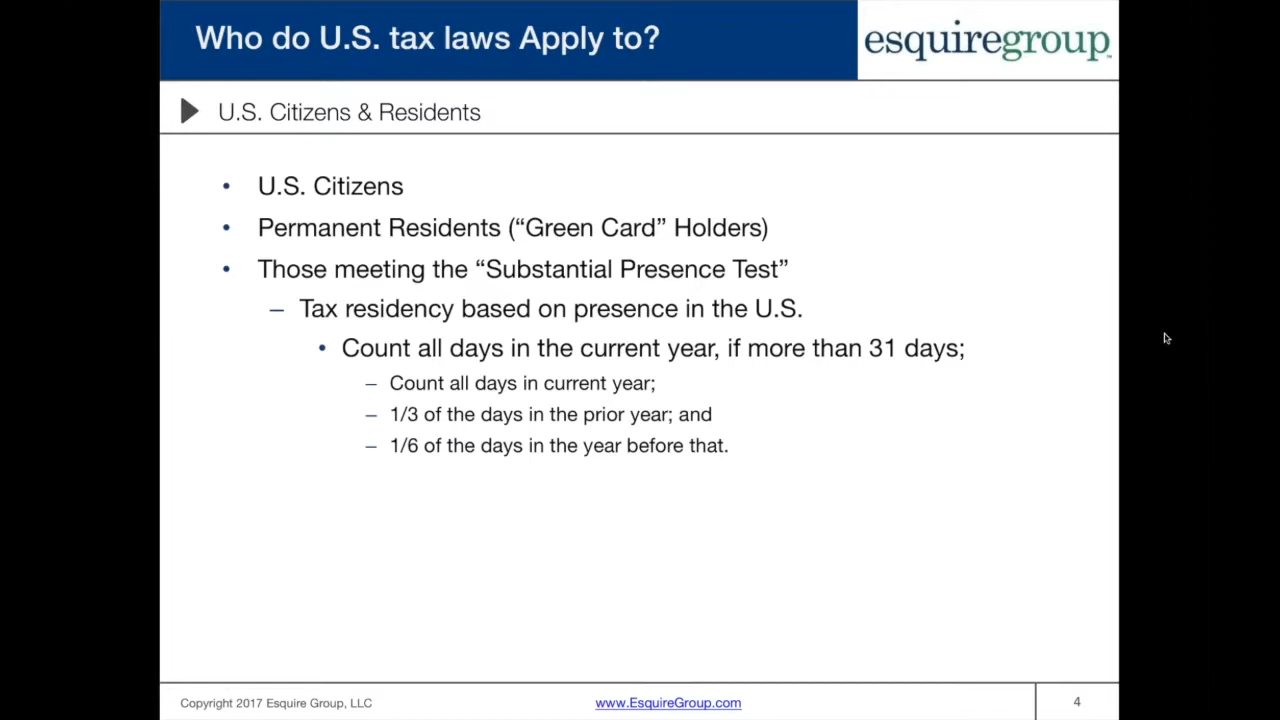 Who do U.S. tax laws Apply to?
esquiregroup
U.S. Citizens & Residents
• U.S. Citizens
• Permanent Residents (“Green Card” Holders)
• Those meeting the “Substantial Presence Test”
– Tax residency based on presence in the U.S.
• Count all days in the current year, if more than 31 days;
– Count all days in current year;
– 1/3 of the days in the prior year; and
– 1/6 of the days in the year before that.
Copyright 2017 Esquire Group, LLC
www.EsquireGroup.com
4